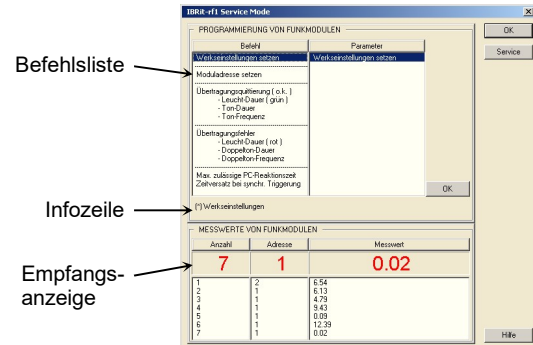 IBRit-rf1 Service Mode
PROGRAMMIERUNG VON FUNKMODULEN
OK
Befehl Parameter
Service
Werkseinstellungen setzen Werkseinstellungen setzen
Befehlsliste
Moduladresse setzen
Übertragungsquittierung ( o.k. )
- Leucht-Dauer ( grün )
- Ton-Dauer
- Ton-Frequenz
Übertragungsfehler
- Leucht-Dauer ( rot )
- Doppelton-Dauer
- Doppelton-Frequenz
Max. zulässige PC-Reaktionszeit
Zeitversatz bei synchr. Triggerung
OK
Infozeile
(*) Werkseinstellungen
MESSWERTE VON FUNKMODULEN
Anzahl Adresse Messwert
Empfangs-
anzeige
7 1 0.02
1 2 6.54
2 1 6.13
3 1 4.79
4 1 9.43
5 1 0.09
6 1 12.39
7 1 0.02
Hilfe